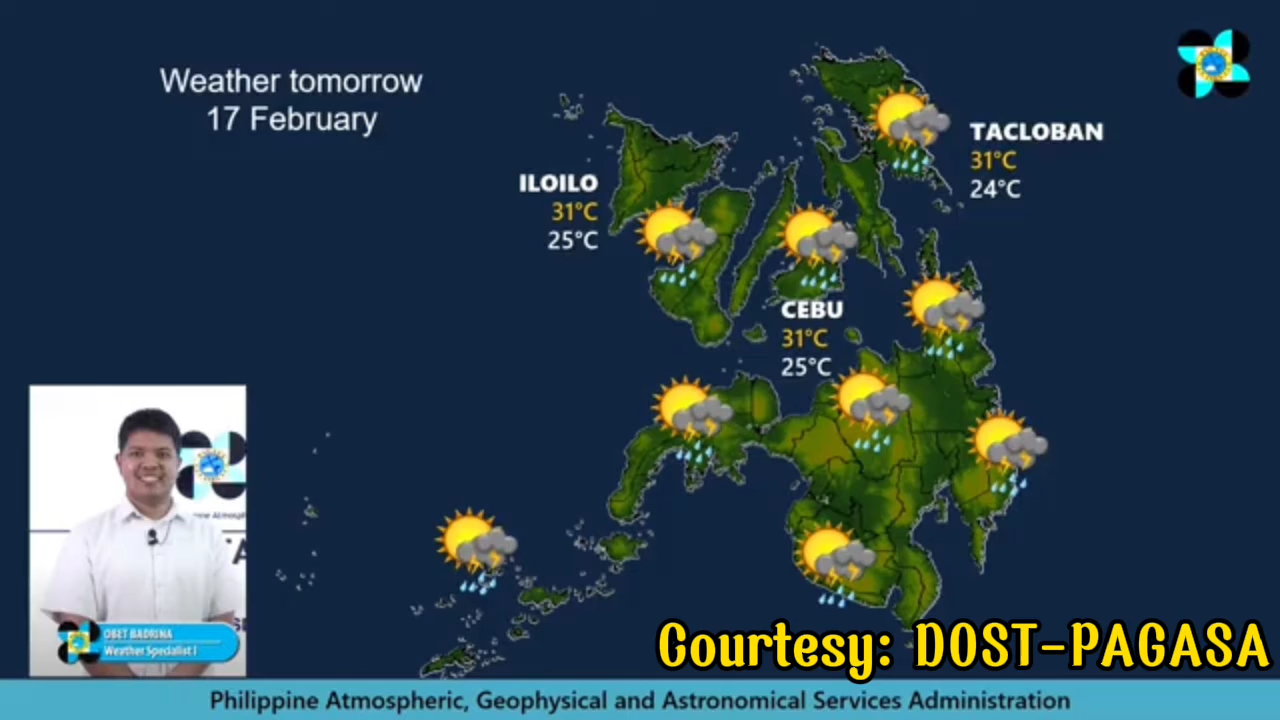 Weather tomorrow
17 February
TACLOBAN
31°C
24°C
ILOILO
31°C
25°C
CEBU
31°C
25°C
OBET BADRINA
Weather Specialist I
Courtesy: DOST-PAGASA
Philippine Atmospheric, Geophysical and Astronomical Services Administration